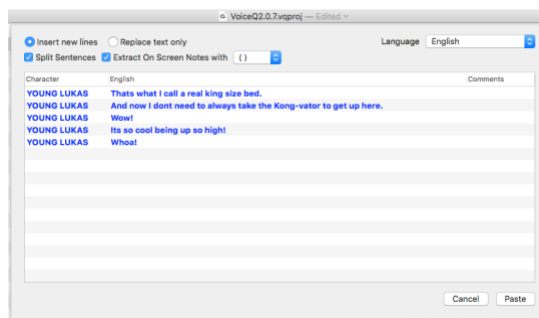 VoiceQ2.0.7.vqproj — Edited
Insert new lines Replace text only Language English
Split Sentences Extract On Screen Notes with ( )
Character English Comments
YOUNG LUKAS Thats what I call a real king size bed.
YOUNG LUKAS And now I dont need to always take the Kong-vator to get up here.
YOUNG LUKAS Wow!
YOUNG LUKAS Its so cool being up so high!
YOUNG LUKAS Whoa!
Cancel Paste